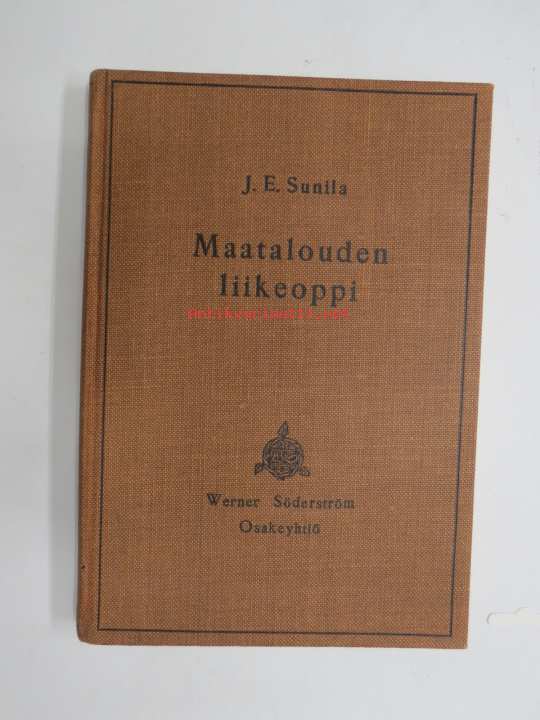 J. E. Sunila
Maatalouden
liikeoppi
Werner Söderström
Osakeyhtiö